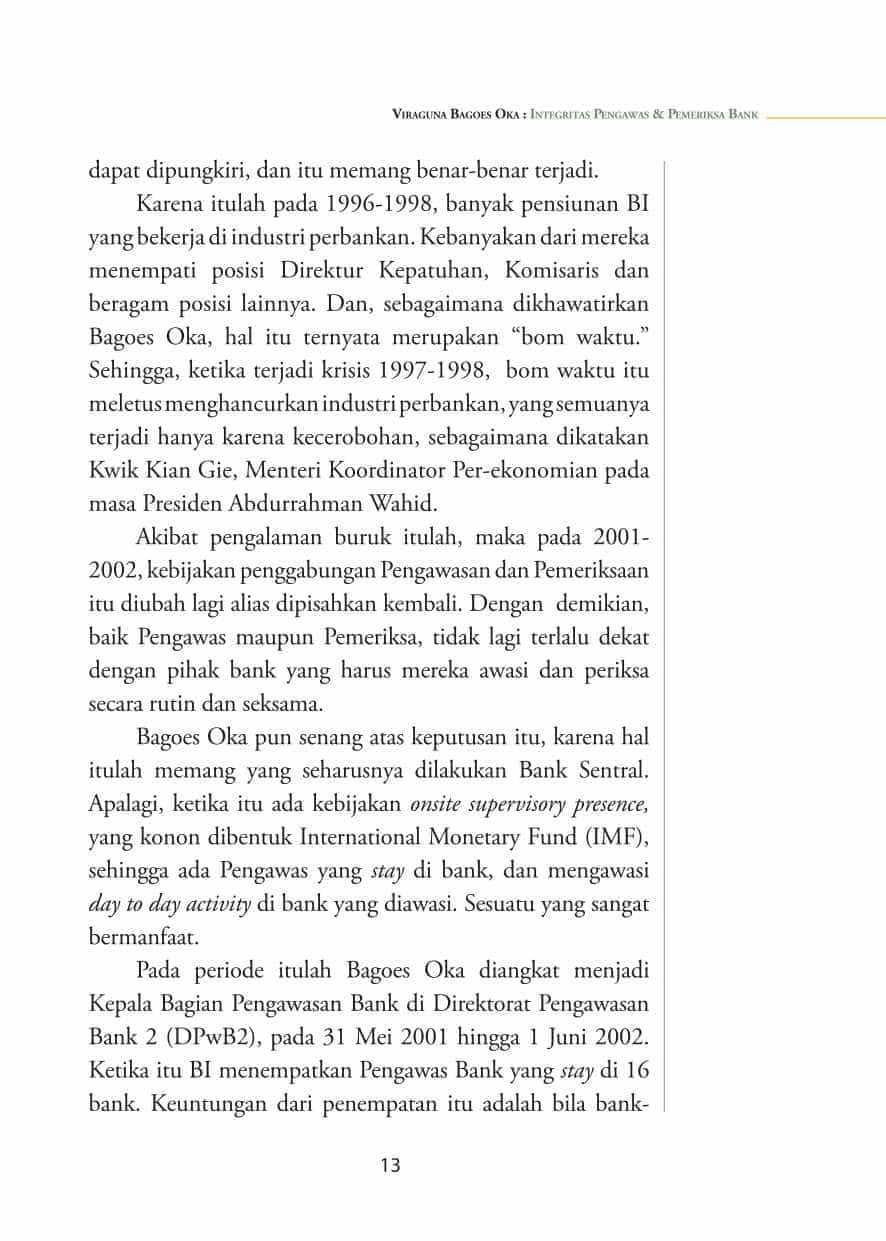 Viraguna Bagoes Oka : Integritas Pengawas & Pemeriksa Bank
dapat dipungkiri, dan itu memang benar-benar terjadi.
Karena itulah pada 1996-1998, banyak pensiunan BI
yang bekerja di industri perbankan. Kebanyakan dari mereka
menempati posisi Direktur Kepatuhan, Komisaris dan
beragam posisi lainnya. Dan, sebagaimana dikhawatirkan
Bagoes Oka, hal itu ternyata merupakan “bom waktu.”
Sehingga, ketika terjadi krisis 1997-1998, bom waktu itu
meletus menghancurkan industri perbankan, yang semuanya
terjadi hanya karena kecerobohan, sebagaimana dikatakan
Kwik Kian Gie, Menteri Koordinator Per-ekonomian pada
masa Presiden Abdurrahman Wahid.
Akibat pengalaman buruk itulah, maka pada 2001-
2002, kebijakan penggabungan Pengawasan dan Pemeriksaan
itu diubah lagi alias dipisahkan kembali. Dengan demikian,
baik Pengawas maupun Pemeriksa, tidak lagi terlalu dekat
dengan pihak bank yang harus mereka awasi dan periksa
secara rutin dan seksama.
Bagoes Oka pun senang atas keputusan itu, karena hal
itulah memang yang seharusnya dilakukan Bank Sentral.
Apalagi, ketika itu ada kebijakan onsite supervisory presence,
yang konon dibentuk International Monetary Fund (IMF),
sehingga ada Pengawas yang stay di bank, dan mengawasi
day to day activity di bank yang diawasi. Sesuatu yang sangat
bermanfaat.
Pada periode itulah Bagoes Oka diangkat menjadi
Kepala Bagian Pengawasan Bank di Direktorat Pengawasan
Bank 2 (DPwB2), pada 31 Mei 2001 hingga 1 Juni 2002.
Ketika itu BI menempatkan Pengawas Bank yang stay di 16
bank. Keuntungan dari penempatan itu adalah bila bank-
13